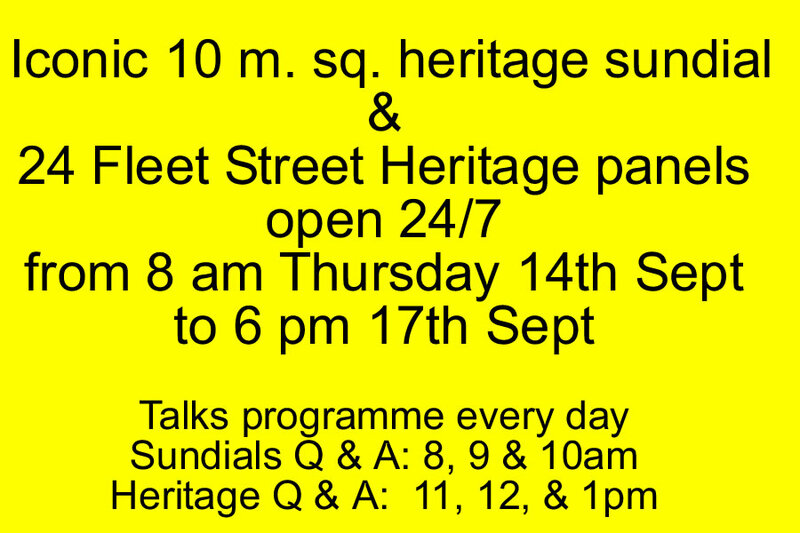 Iconic 10 m. sq. heritage sundial
&
24 Fleet Street Heritage panels
open 24/7
from 8 am Thursday 14th Sept
to 6 pm 17th Sept
Talks programme every day
Sundials Q & A: 8, 9 & 10am
Heritage Q & A:  11, 12, & 1pm